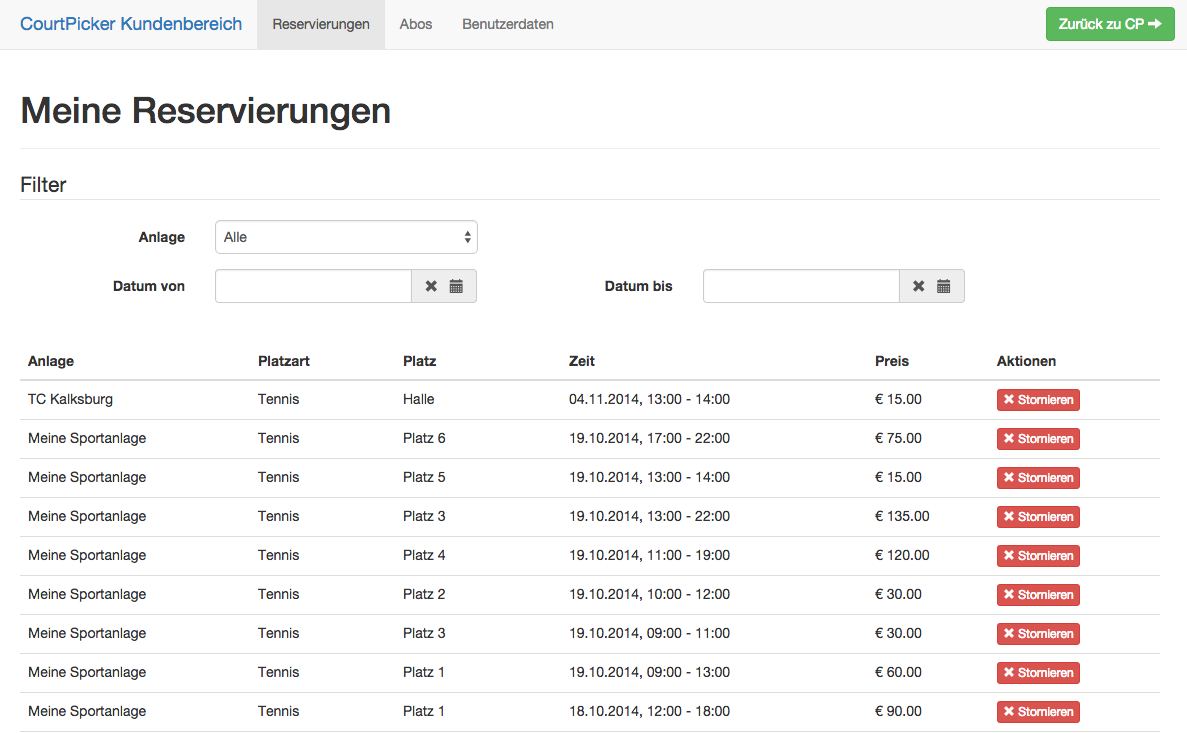 CourtPicker Kundenbereich Reservierungen Abos Benutzerdaten Zurück zu CP
Meine Reservierungen
Filter
Anlage Alle
Datum von Datum bis
Anlage Platzart Platz Zeit Preis Aktionen
TC Kalksburg Tennis Halle 04.11.2014, 13:00 - 14:00 € 15.00 Stornieren
Meine Sportanlage Tennis Platz 6 19.10.2014, 17:00 - 22:00 € 75.00 Stornieren
Meine Sportanlage Tennis Platz 5 19.10.2014, 13:00 - 14:00 € 15.00 Stornieren
Meine Sportanlage Tennis Platz 3 19.10.2014, 13:00 - 22:00 € 135.00 Stornieren
Meine Sportanlage Tennis Platz 4 19.10.2014, 11:00 - 19:00 € 120.00 Stornieren
Meine Sportanlage Tennis Platz 2 19.10.2014, 10:00 - 12:00 € 30.00 Stornieren
Meine Sportanlage Tennis Platz 3 19.10.2014, 09:00 - 11:00 € 30.00 Stornieren
Meine Sportanlage Tennis Platz 1 19.10.2014, 09:00 - 13:00 € 60.00 Stornieren
Meine Sportanlage Tennis Platz 1 18.10.2014, 12:00 - 18:00 € 90.00 Stornieren